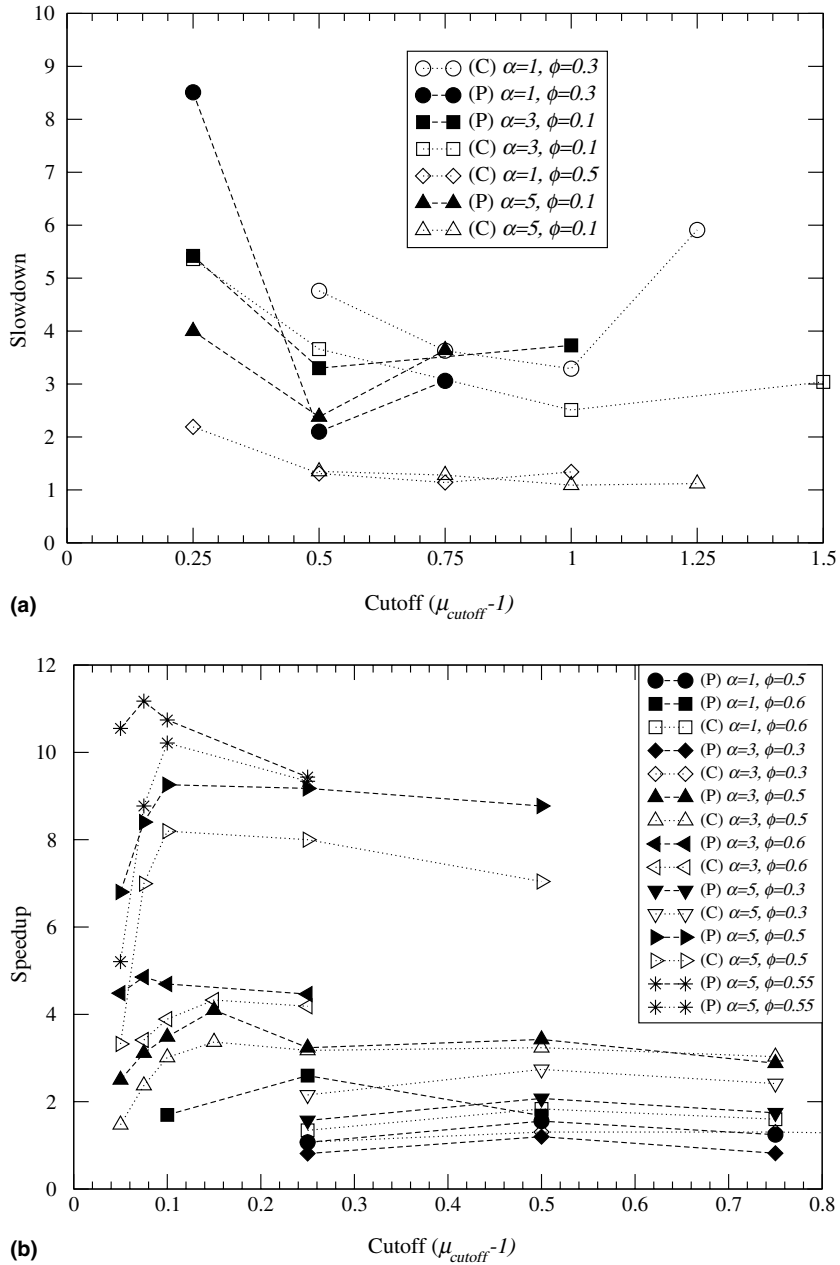 10
9
8
7
6
5
4
3
2
1
0
Slowdown
(C) α=1, ϕ=0.3
(P) α=1, ϕ=0.3
(P) α=3, ϕ=0.1
(C) α=3, ϕ=0.1
(C) α=1, ϕ=0.5
(P) α=5, ϕ=0.1
(C) α=5, ϕ=0.1
0 0.25 0.5 0.75 1 1.25 1.5
(a) Cutoff (μcutoff-1)
12
10
8
6
4
2
0
Speedup
(P) α=1, ϕ=0.5
(P) α=1, ϕ=0.6
(C) α=1, ϕ=0.6
(P) α=3, ϕ=0.3
(C) α=3, ϕ=0.3
(P) α=3, ϕ=0.5
(C) α=3, ϕ=0.5
(P) α=3, ϕ=0.6
(C) α=3, ϕ=0.6
(P) α=5, ϕ=0.3
(C) α=5, ϕ=0.3
(P) α=5, ϕ=0.5
(C) α=5, ϕ=0.5
(P) α=5, ϕ=0.55
(P) α=5, ϕ=0.55
0 0.1 0.2 0.3 0.4 0.5 0.6 0.7 0.8
(b) Cutoff (μcutoff-1)